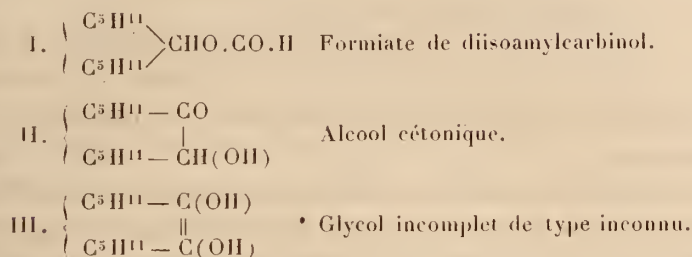 C⁵H¹¹
I. CHO.CO.H Formiate de diisoamylcarbinol.
C⁵H¹¹
C⁵H¹¹ — CO
II. | Alcool cétonique.
C⁵H¹¹ — CH(OH)
C⁵H¹¹ — C(OH)
III. || Glycol incomplet de type inconnu.
C⁵H¹¹ — C(OH)